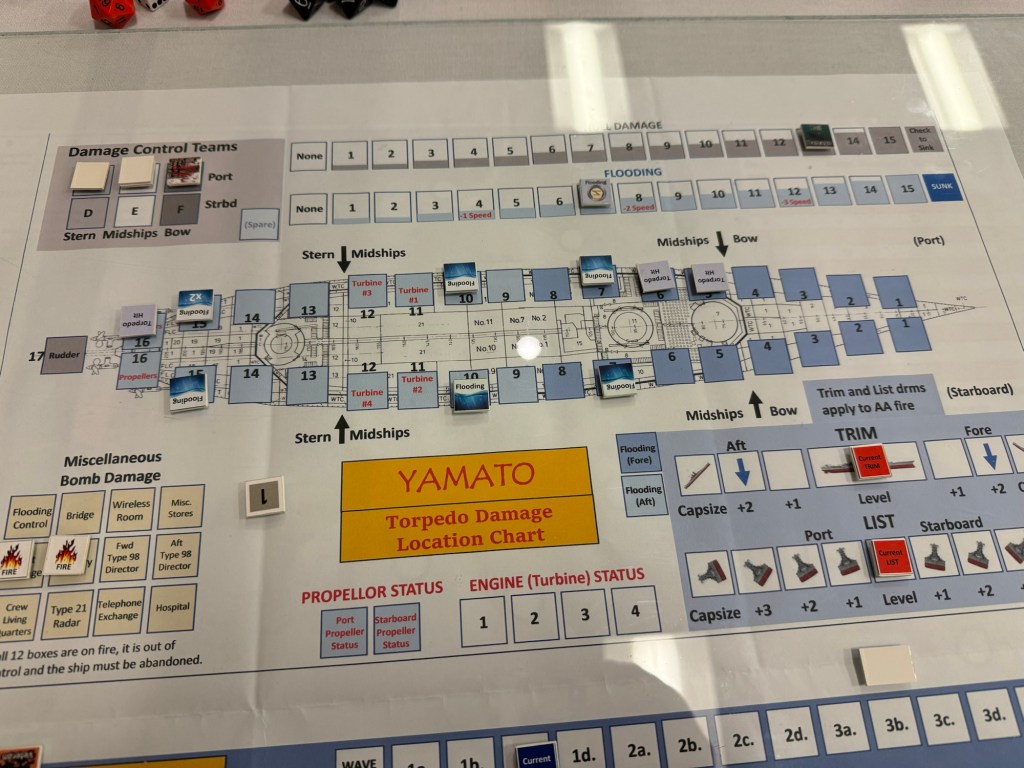 Damage Control Teams
Port
D E F Strbd
Stern Midships Bow
(Spare)
DAMAGE
None 1 2 3 4 5 6 7 8 9 10 11 12 14 15 Check to Sink
FLOODING
None 1 2 3 4 5 6 Flooding 8 9 10 11 12 13 14 15 SUNK
-1 Speed -2 Speed -3 Speed
Stern Midships
Midships Bow
(Port)
Torpedo Hit
Flooding X2
15
14
13
Turbine #3
Turbine #1
Flooding
10
9
8
Flooding
Torpedo Hit
6
Torpedo Hit
5
4
3
2
1
12 11
17 Rudder
16
16
Propellers
No.11 No.7 No.2
No.10 No.1
Flooding
15
14
13
12 11
Turbine #4
Turbine #2
Flooding
9
8
Flooding
6
5
4
3
2
1
Stern Midships
Midships Bow
(Starboard)
Trim and List drms
apply to AA fire
Flooding (Fore)
Flooding (Aft)
TRIM
Aft Fore
Current TRIM
Capsize +2 +1 Level +1 +2
LIST
Port Starboard
Current LIST
Capsize +3 +2 +1 Level +1 +2
Miscellaneous
Bomb Damage
Flooding Control
Bridge
Wireless Room
Misc. Stores
FIRE
FIRE
Fwd Type 98 Director
Aft Type 98 Director
Crew Living Quarters
Type 21 Radar
Telephone Exchange
Hospital
all 12 boxes are on fire, it is out of
ntrol and the ship must be abandoned.
1
YAMATO
Torpedo Damage
Location Chart
PROPELLOR STATUS
Port Propeller Status
Starboard Propeller Status
ENGINE (Turbine) STATUS
1 2 3 4
WAVE 1b. Current 1d. 2a. 2b. 2c. 2d. 3a. 3b. 3c. 3d.